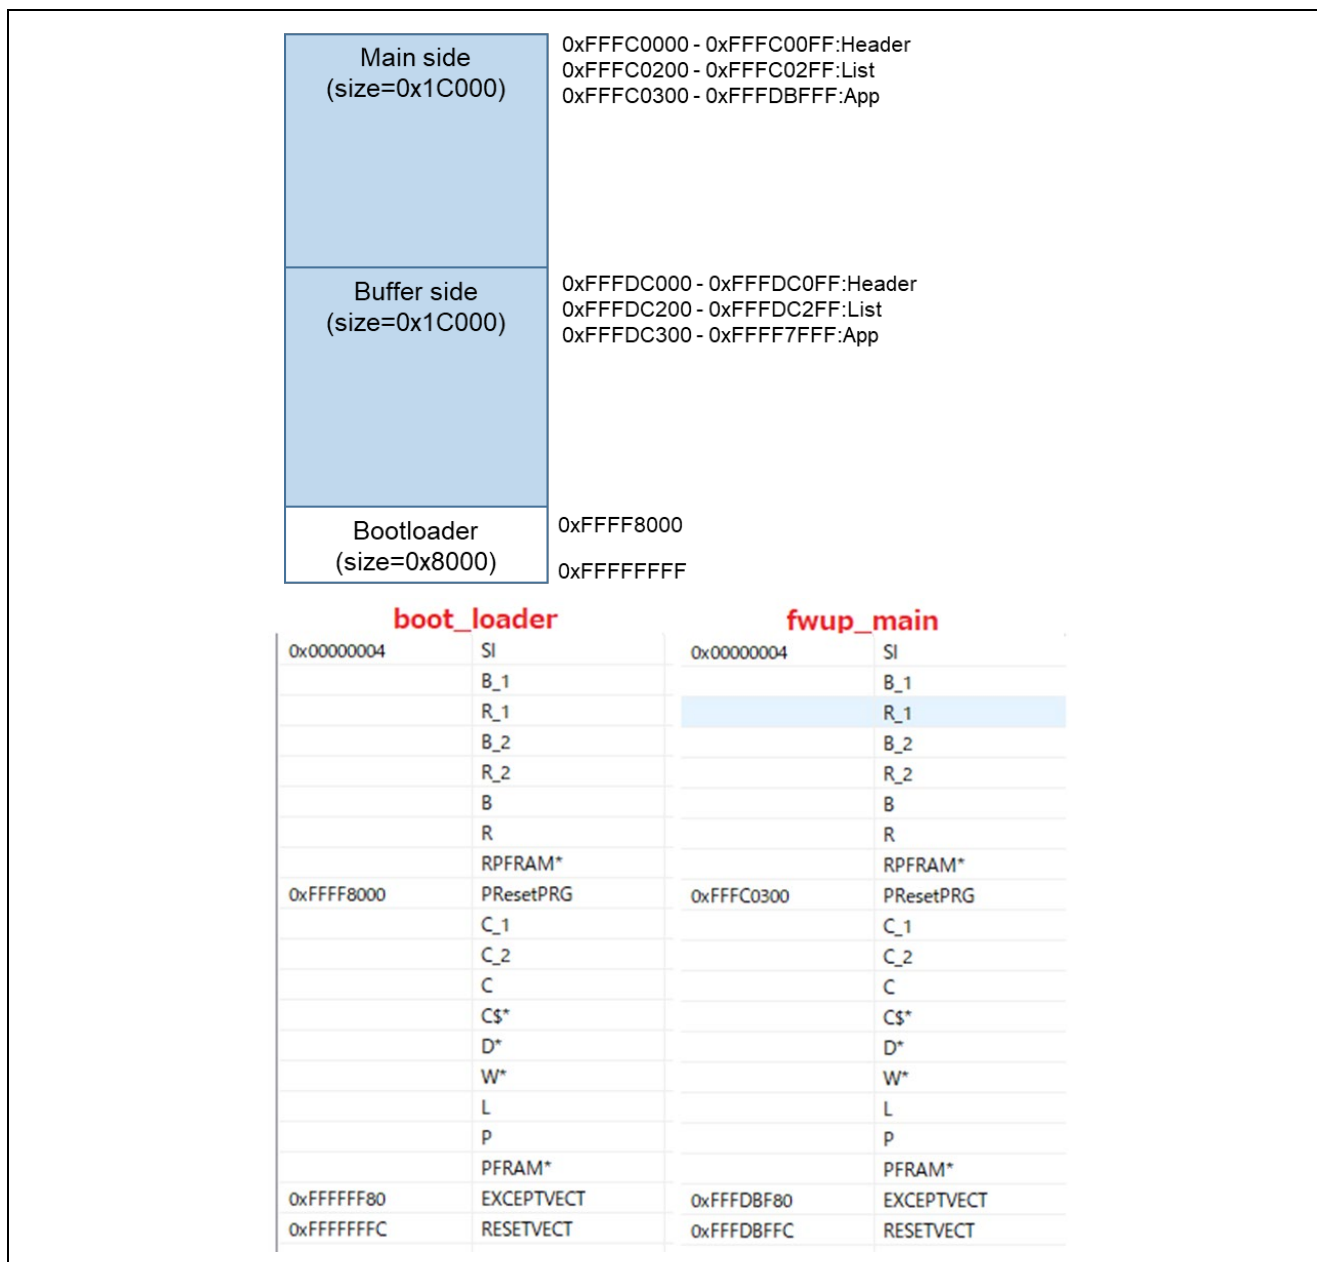 Main side
(size=0x1C000)
0xFFFC0000 - 0xFFFC00FF:Header
0xFFFC0200 - 0xFFFC02FF:List
0xFFFC0300 - 0xFFFDBFFF:App
Buffer side
(size=0x1C000)
0xFFFDC000 - 0xFFFDC0FF:Header
0xFFFDC200 - 0xFFFDC2FF:List
0xFFFDC300 - 0xFFFF7FFF:App
Bootloader
(size=0x8000)
0xFFFF8000
0xFFFFFFFF
boot_loader
0x00000004 SI
B_1
R_1
B_2
R_2
B
R
RPFRAM*
0xFFFF8000 PResetPRG
C_1
C_2
C
C$*
D*
W*
L
P
PFRAM*
0xFFFFFF80 EXCEPTVECT
0xFFFFFFFC RESETVECT
fwup_main
0x00000004 SI
B_1
R_1
B_2
R_2
B
R
RPFRAM*
0xFFFC0300 PResetPRG
C_1
C_2
C
C$*
D*
W*
L
P
PFRAM*
0xFFFDBF80 EXCEPTVECT
0xFFFDBFFC RESETVECT